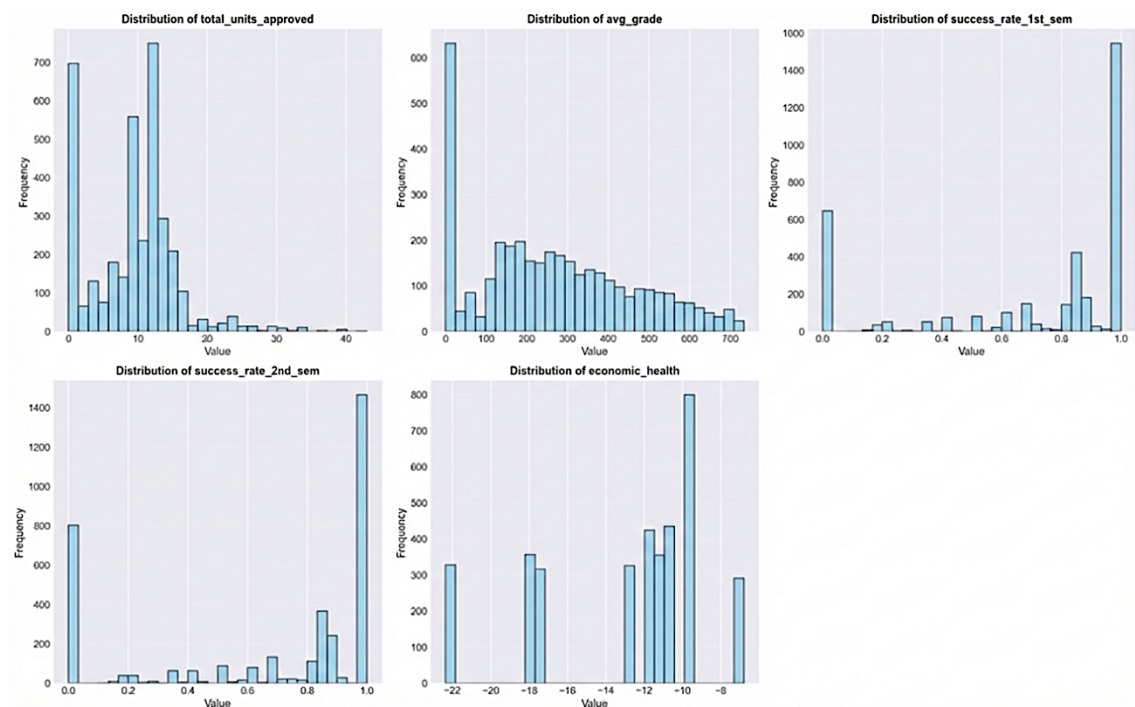 Distribution of total_units_approved
Frequency
700
600
500
400
300
200
100
0
0 10 20 30 40
Value
Distribution of avg_grade
Frequency
600
500
400
300
200
100
0
0 100 200 300 400 500 600 700
Value
Distribution of success_rate_1st_sem
Frequency
1600
1400
1200
1000
800
600
400
200
0
0.0 0.2 0.4 0.6 0.8 1.0
Value
Distribution of success_rate_2nd_sem
Frequency
1400
1200
1000
800
600
400
200
0
0.0 0.2 0.4 0.6 0.8 1.0
Value
Distribution of economic_health
Frequency
800
700
600
500
400
300
200
100
0
−22 −20 −18 −16 −14 −12 −10 −8
Value